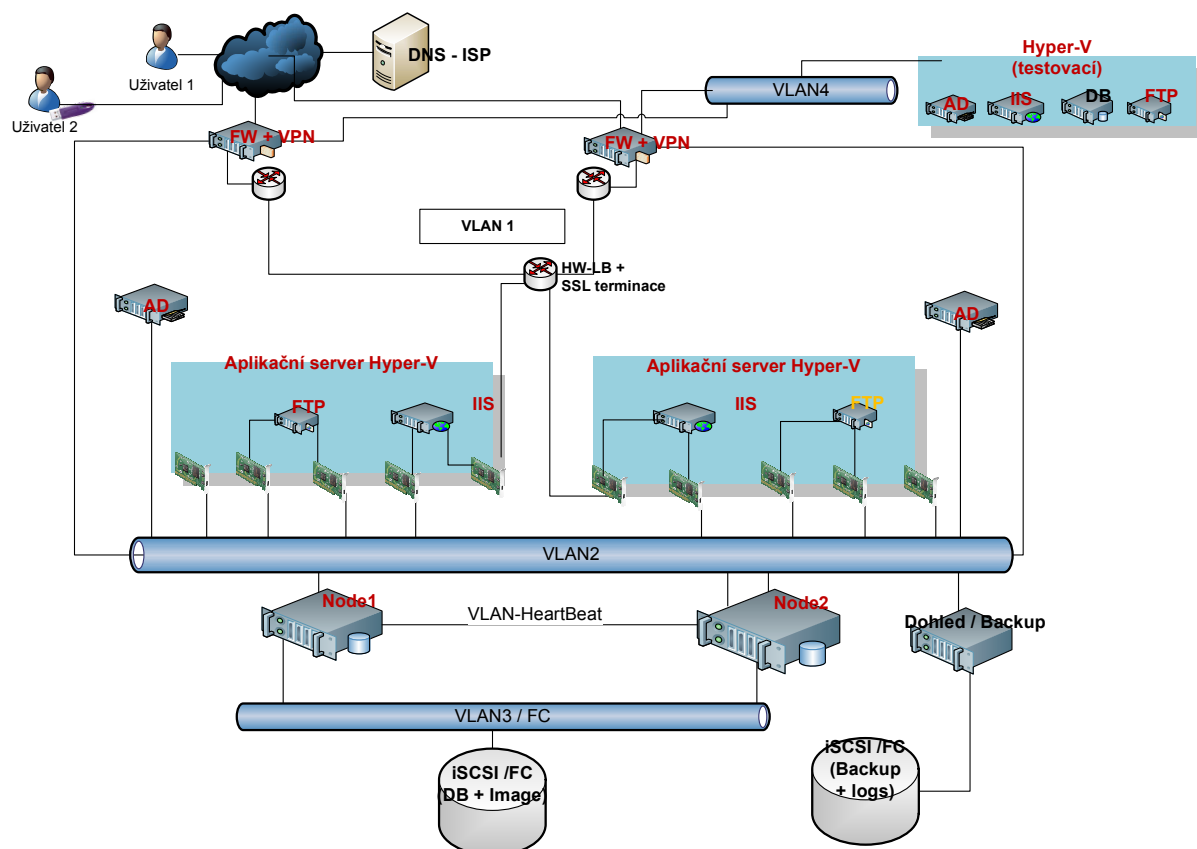 DNS - ISP
Uživatel 1
Uživatel 2
Hyper-V
(testovací)
AD
IIS
DB
FTP
VLAN4
FW + VPN
FW + VPN
VLAN 1
HW-LB +
SSL terminace
AD
AD
Aplikační server Hyper-V
FTP
IIS
Aplikační server Hyper-V
IIS
FTP
VLAN2
Node1
VLAN-HeartBeat
Node2
Dohled / Backup
VLAN3 / FC
iSCSI /FC
(DB + Image)
iSCSI /FC
(Backup
+ logs)